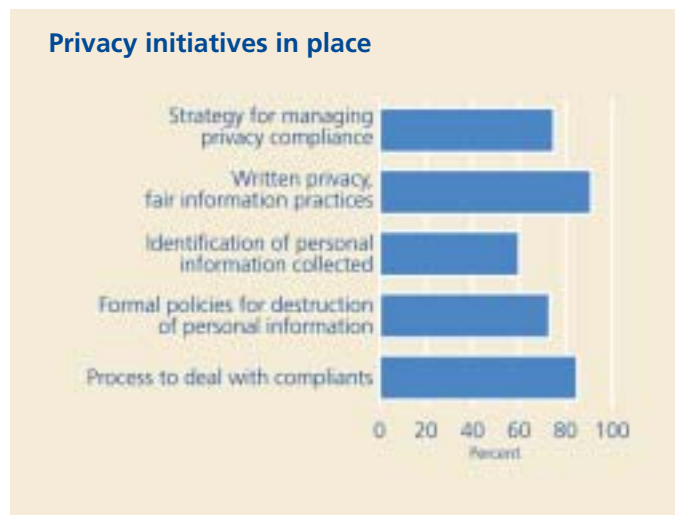 Privacy initiatives in place
Strategy for managing
privacy compliance
Written privacy,
fair information practices
Identification of personal
information collected
Formal policies for destruction
of personal information
Process to deal with compliants
0 20 40 60 80 100
Percent